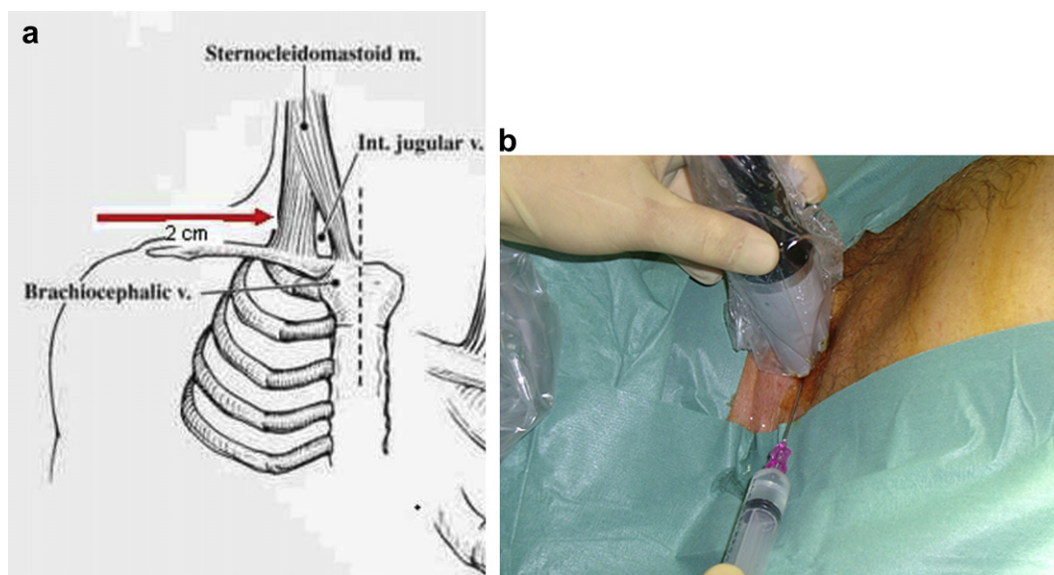 a
Sternocleidomastoid m.
Int. jugular v.
2 cm
Brachiocephalic v.
b